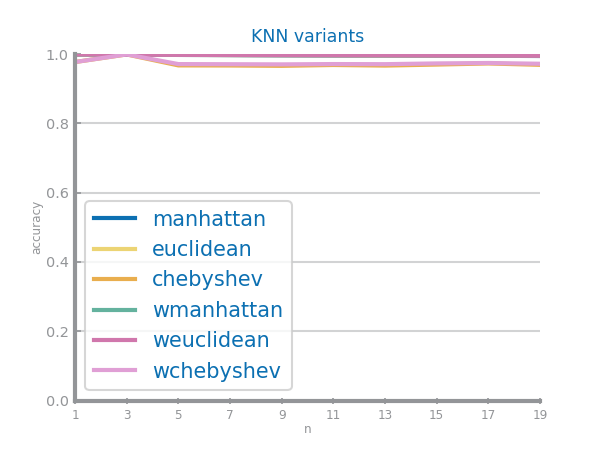 KNN variants
1.0
0.8
0.6
0.4
0.2
0.0
accuracy
manhattan
euclidean
chebyshev
wmanhattan
weuclidean
wchebyshev
1 3 5 7 9 11 13 15 17 19
n